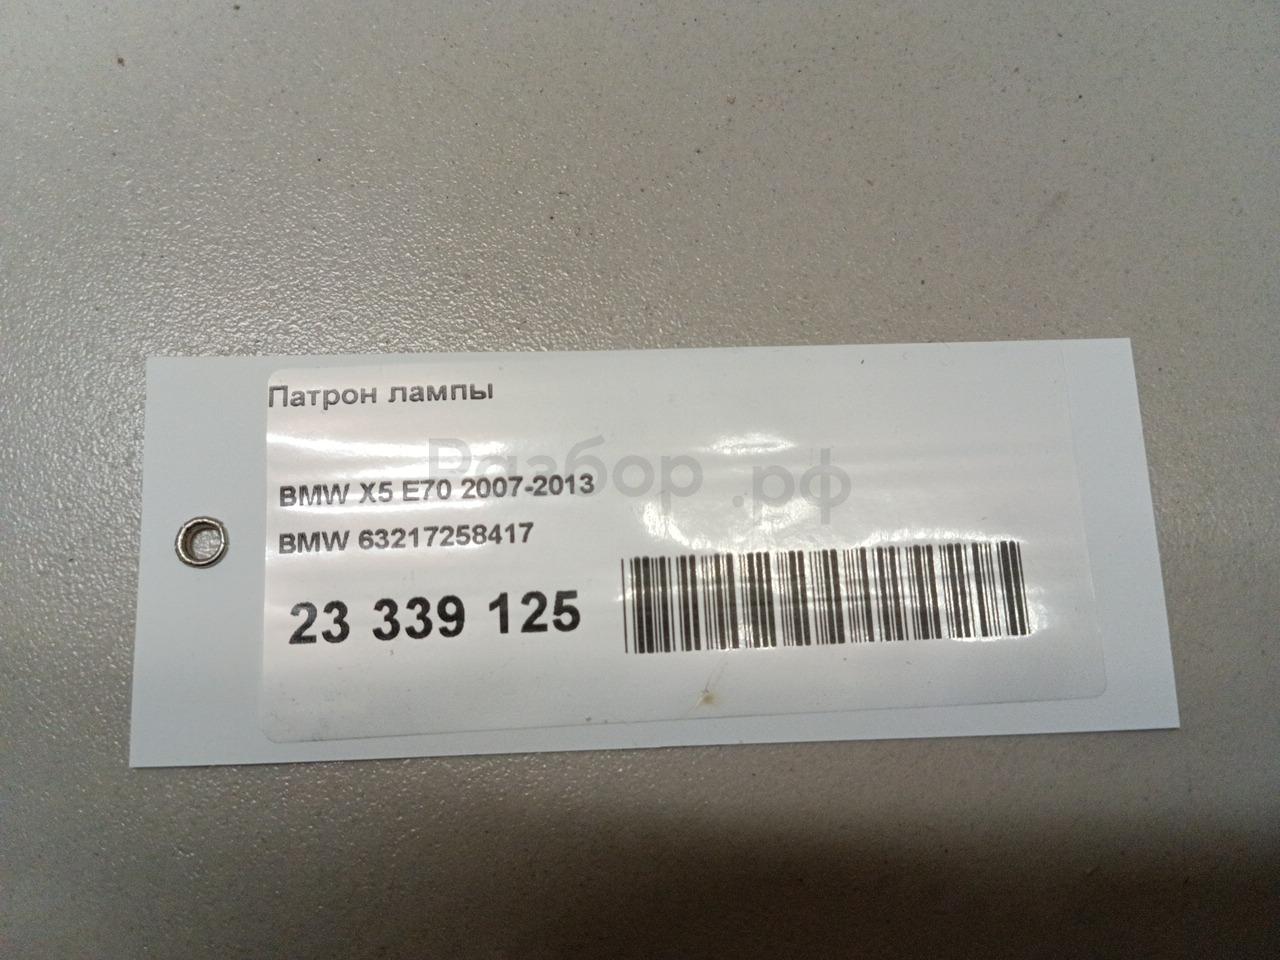 Патрон лампы
Разбор.рф
BMW X5 E70 2007-2013
BMW 63217258417
23 339 125